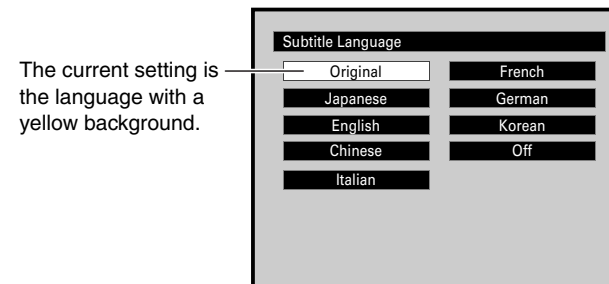 The current setting is
the language with a
yellow background.
Subtitle Language
Original
French
Japanese
German
English
Korean
Chinese
Off
Italian